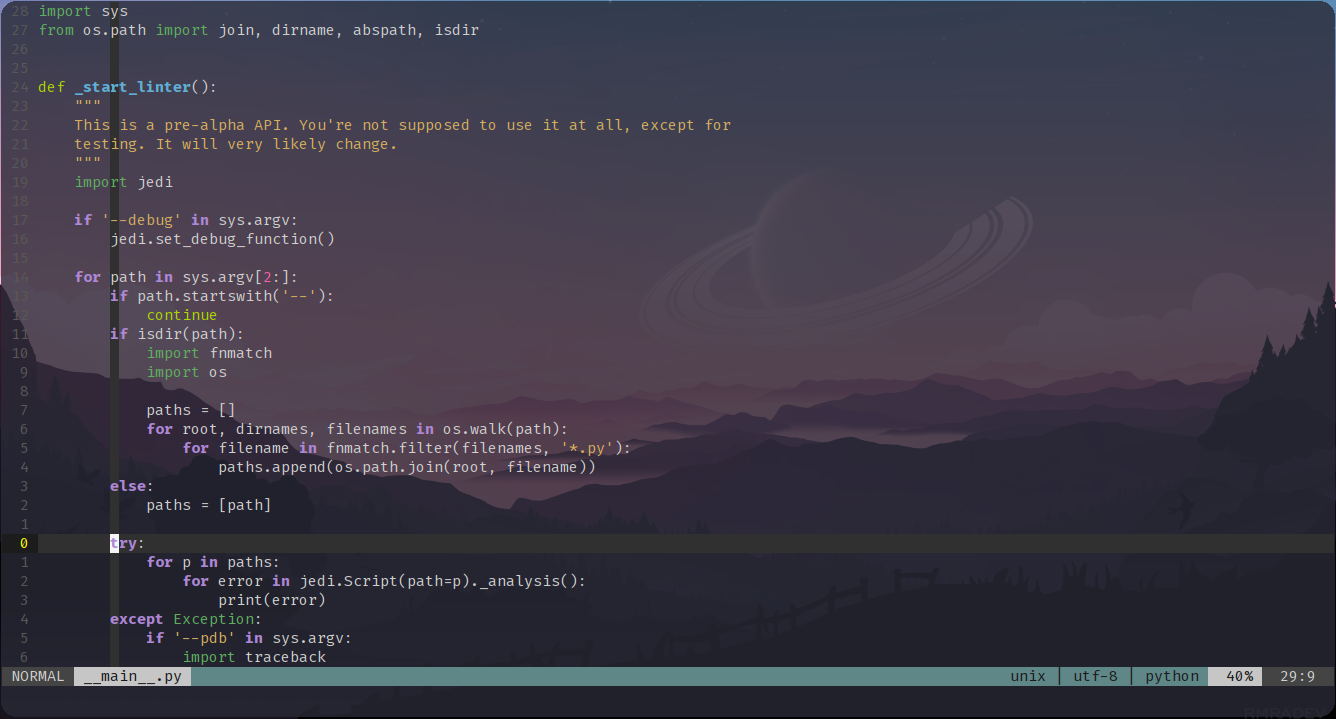 28 import sys
27 from os.path import join, dirname, abspath, isdir
26
25
24 def _start_linter():
23     """
22     This is a pre-alpha API. You're not supposed to use it at all, except for
21     testing. It will very likely change.
20     """
19     import jedi
18
17     if '--debug' in sys.argv:
16         jedi.set_debug_function()
15
14     for path in sys.argv[2:]:
13         if path.startswith('--'):
12             continue
11         if isdir(path):
10             import fnmatch
 9             import os
 8
 7             paths = []
 6             for root, dirnames, filenames in os.walk(path):
 5                 for filename in fnmatch.filter(filenames, '*.py'):
 4                     paths.append(os.path.join(root, filename))
 3         else:
 2             paths = [path]
 1
 0         try:
 1             for p in paths:
 2                 for error in jedi.Script(path=p)._analysis():
 3                     print(error)
 4         except Exception:
 5             if '--pdb' in sys.argv:
 6                 import traceback
NORMAL __main__.py unix | utf-8 | python 40% 29:9